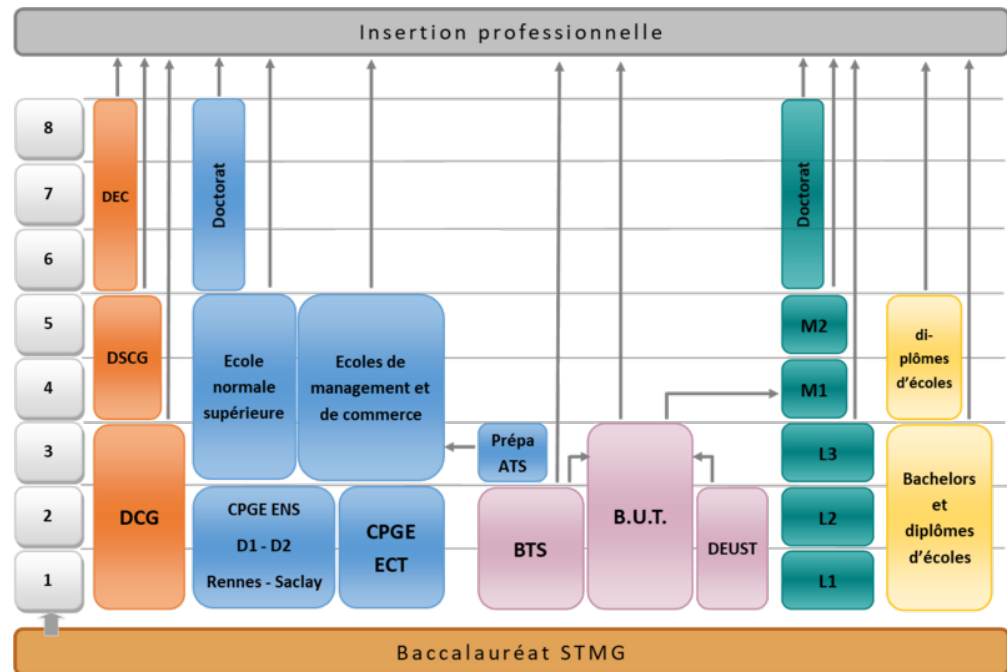 Insertion professionnelle
8
7
6
5
4
3
2
1
DEC
DSCG
DCG
Doctorat
Ecole
normale
supérieure
Ecoles de
management et
de commerce
CPGE ENS
D1 - D2
Rennes - Saclay
CPGE
ECT
Prépa
ATS
BTS
B.U.T.
DEUST
Doctorat
M2
M1
L3
L2
L1
di-
plômes
d'écoles
Bachelors
et
diplômes
d'écoles
Baccalauréat STMG